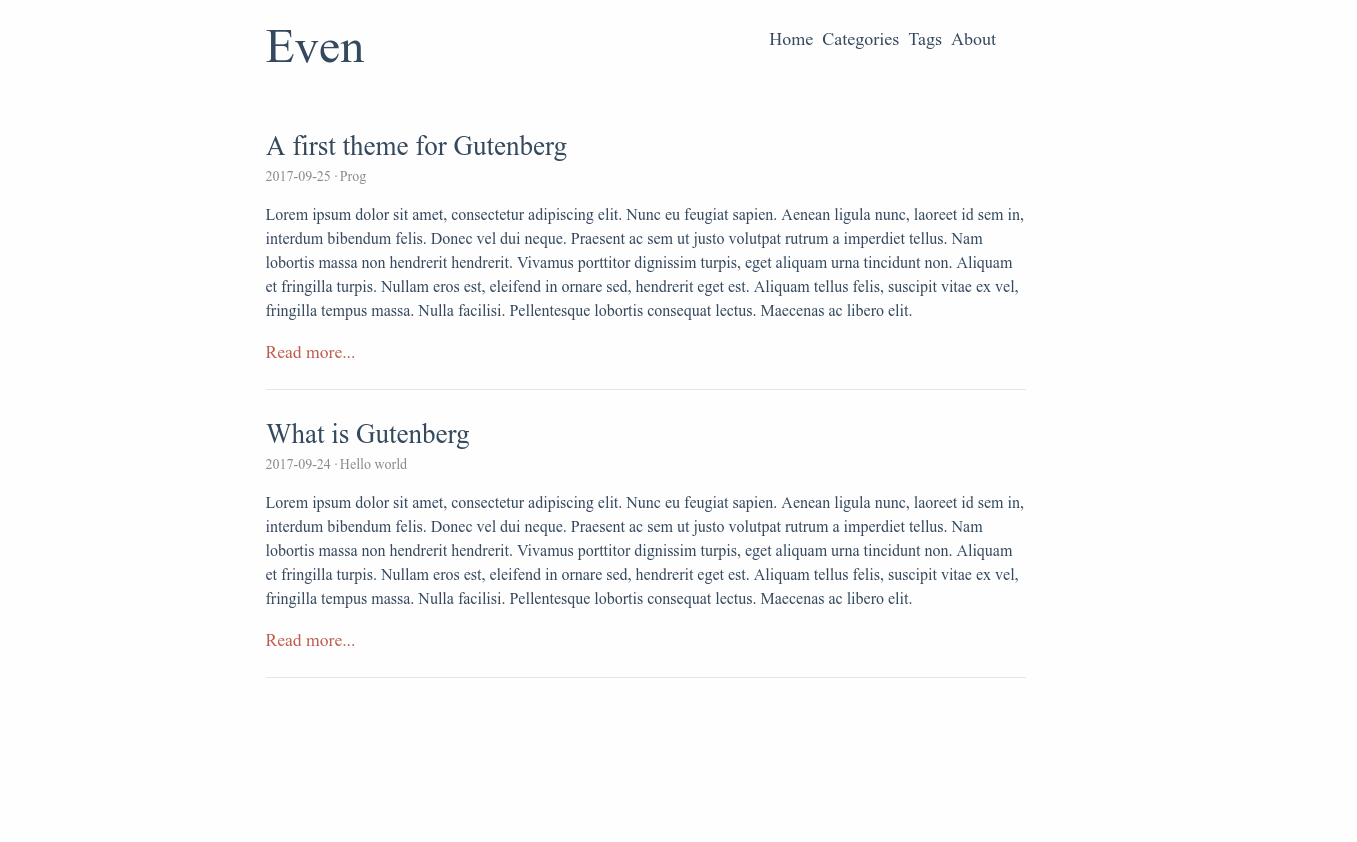 Even
Home Categories Tags About
A first theme for Gutenberg
2017-09-25 · Prog
Lorem ipsum dolor sit amet, consectetur adipiscing elit. Nunc eu feugiat sapien. Aenean ligula nunc, laoreet id sem in,
interdum bibendum felis. Donec vel dui neque. Praesent ac sem ut justo volutpat rutrum a imperdiet tellus. Nam
lobortis massa non hendrerit hendrerit. Vivamus porttitor dignissim turpis, eget aliquam urna tincidunt non. Aliquam
et fringilla turpis. Nullam eros est, eleifend in ornare sed, hendrerit eget est. Aliquam tellus felis, suscipit vitae ex vel,
fringilla tempus massa. Nulla facilisi. Pellentesque lobortis consequat lectus. Maecenas ac libero elit.
Read more...
What is Gutenberg
2017-09-24 · Hello world
Lorem ipsum dolor sit amet, consectetur adipiscing elit. Nunc eu feugiat sapien. Aenean ligula nunc, laoreet id sem in,
interdum bibendum felis. Donec vel dui neque. Praesent ac sem ut justo volutpat rutrum a imperdiet tellus. Nam
lobortis massa non hendrerit hendrerit. Vivamus porttitor dignissim turpis, eget aliquam urna tincidunt non. Aliquam
et fringilla turpis. Nullam eros est, eleifend in ornare sed, hendrerit eget est. Aliquam tellus felis, suscipit vitae ex vel,
fringilla tempus massa. Nulla facilisi. Pellentesque lobortis consequat lectus. Maecenas ac libero elit.
Read more...